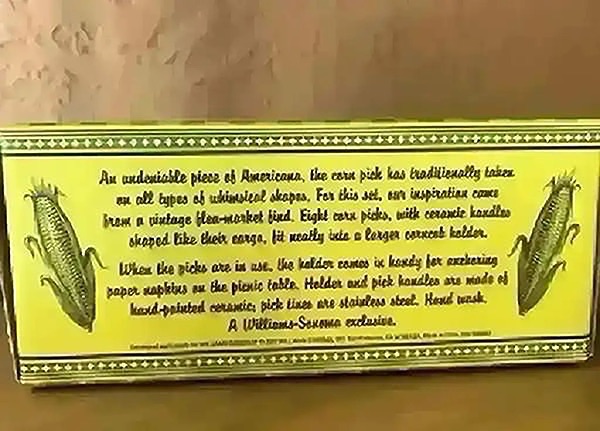 An undeniable piece of Americana, the corn pick has traditionally taken
on all types of whimsical shapes. For this set, our inspiration came
from a vintage flea-market find. Eight corn picks, with ceramic handles
shaped like their cargo, fit neatly into a larger corncob holder.
When the picks are in use, the holder comes in handy for anchoring
paper napkins on the picnic table. Holder and pick handles are made of
hand-painted ceramic; pick tines are stainless steel. Hand wash.
A Williams-Sonoma exclusive.